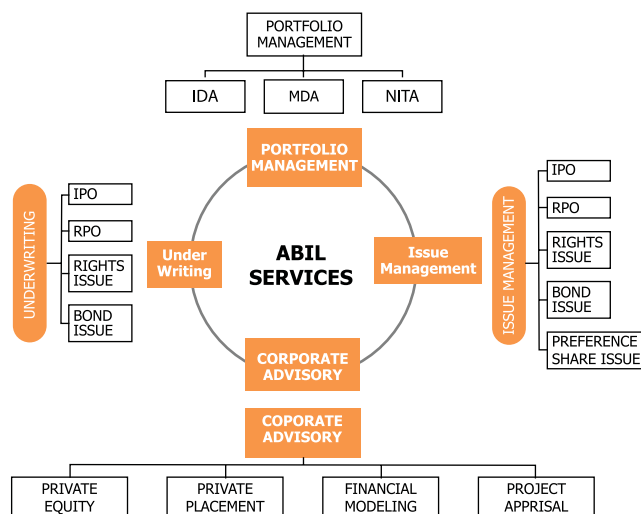 PORTFOLIO
MANAGEMENT
IDA
MDA
NITA
PORTFOLIO
MANAGEMENT
UNDERWRITING
IPO
RPO
RIGHTS
ISSUE
BOND
ISSUE
Under
Writing
ABIL
SERVICES
Issue
Management
ISSUE MANAGEMENT
IPO
RPO
RIGHTS
ISSUE
BOND
ISSUE
PREFERENCE
SHARE ISSUE
CORPORATE
ADVISORY
COPORATE
ADVISORY
PRIVATE
EQUITY
PRIVATE
PLACEMENT
FINANCIAL
MODELING
PROJECT
APPRISAL